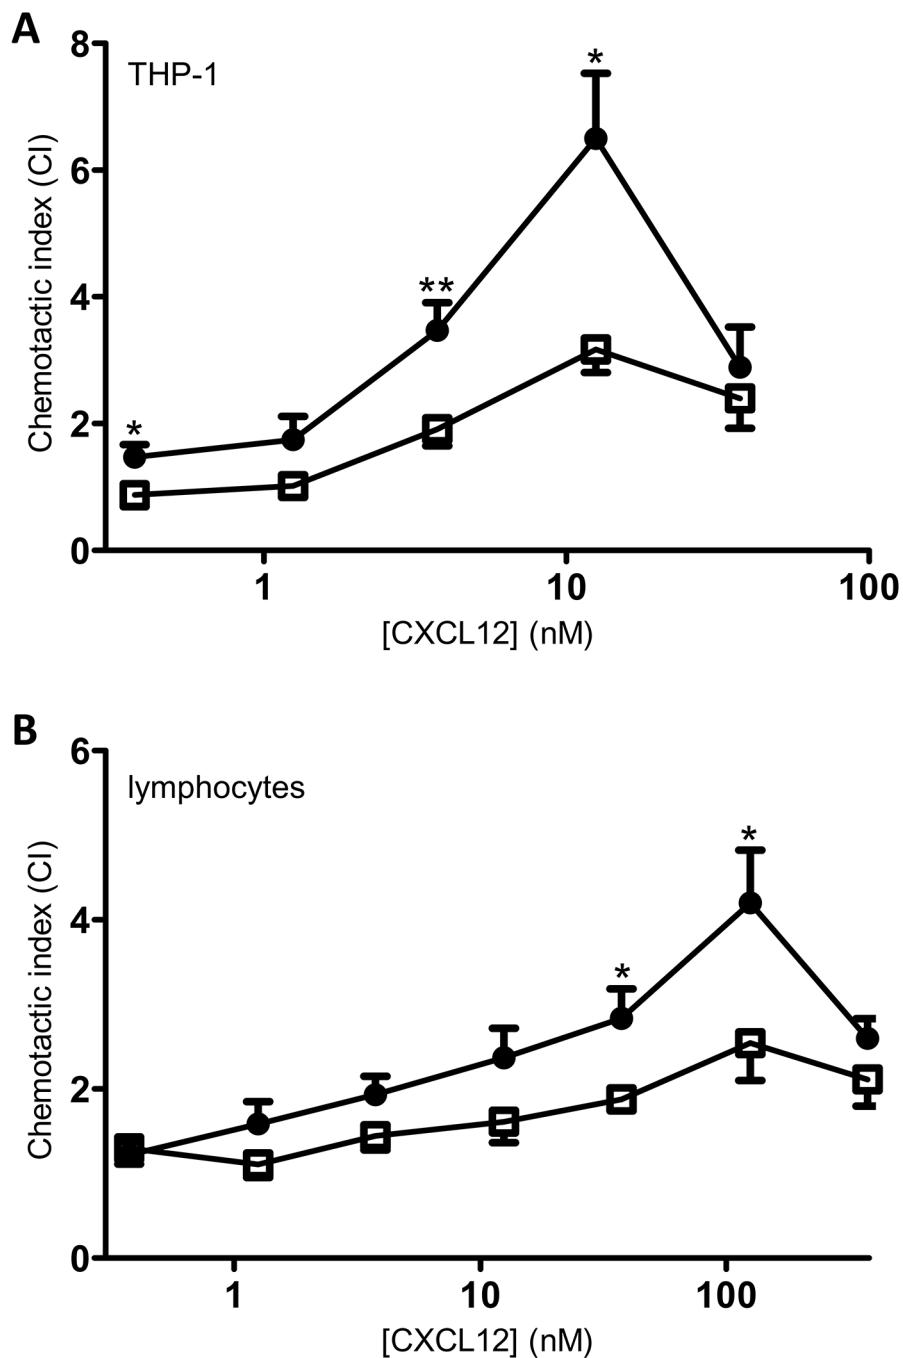 A
8
THP-1
*
**
*
6
4
2
0
Chemotactic index (CI)
1
10
100
[CXCL12] (nM)
B
6
lymphocytes
*
*
4
2
0
Chemotactic index (CI)
1
10
100
[CXCL12] (nM)